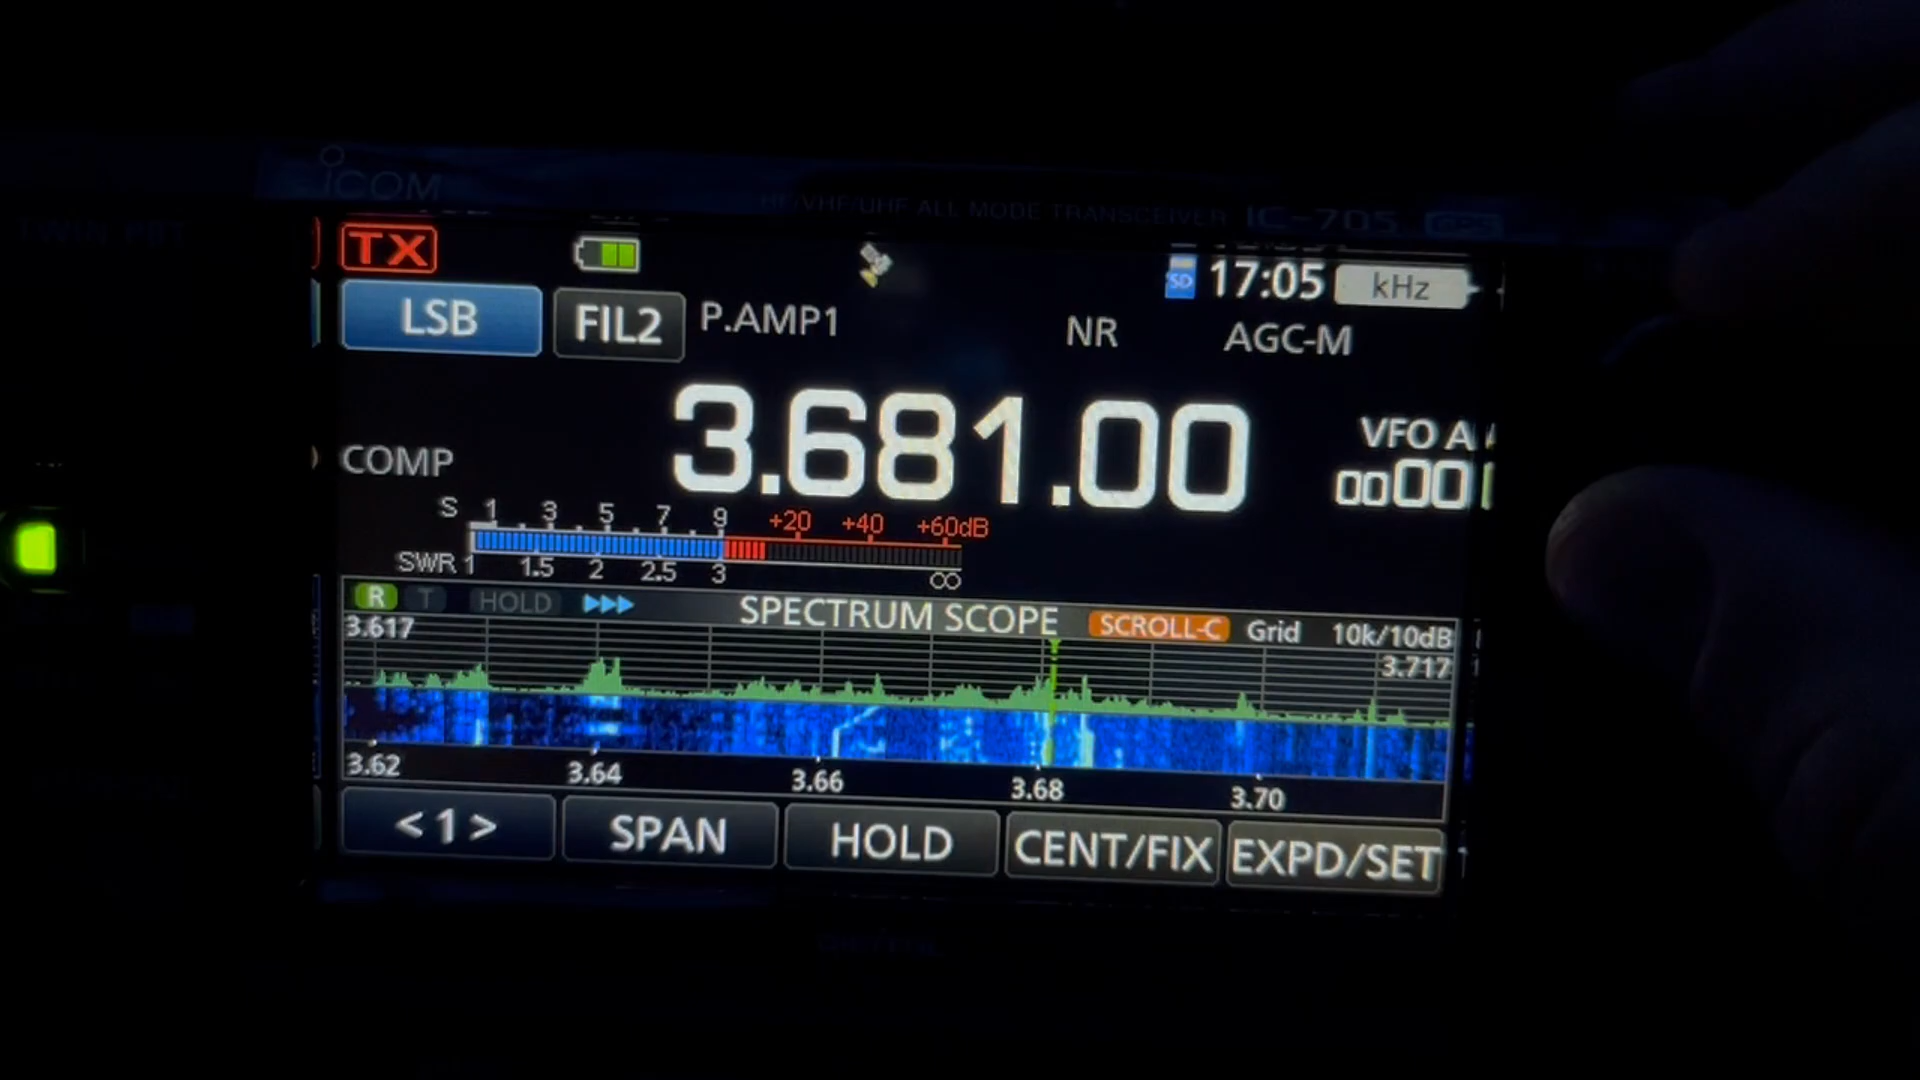 ICOM
HF/VHF/UHF ALL MODE TRANSCEIVER IC-705 GPS
TX
SD 17:05 kHz
LSB FIL2 P.AMP1 NR AGC-M
3.681.00
VFO A
COMP
0000
S 1 3 5 7 9 +20 +40 +60dB
SWR 1 1.5 2 2.5 3 ∞
R T HOLD SPECTRUM SCOPE SCROLL-C Grid 10k/10dB
3.617 3.717
3.62 3.64 3.66 3.68 3.70
<1> SPAN HOLD CENT/FIX EXPD/SET